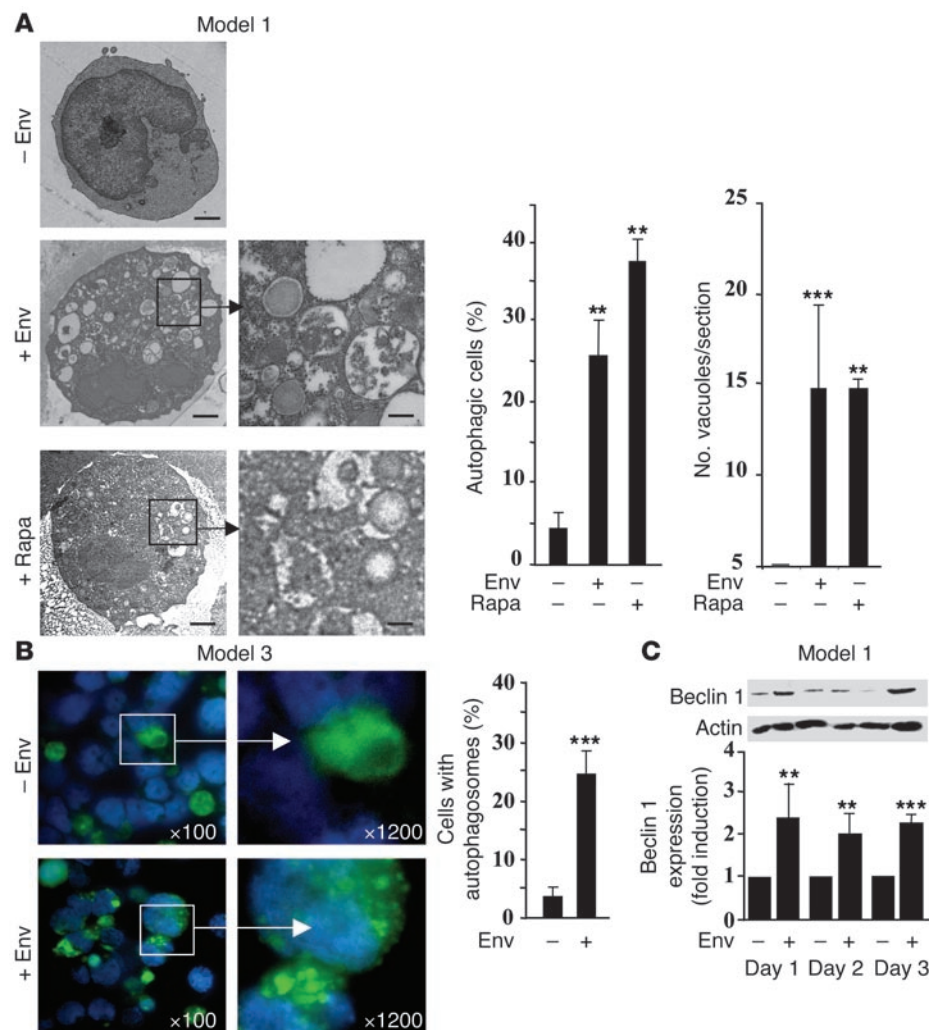 A
Model 1
– Env
+ Env
+ Rapa
Autophagic cells (%)
40
30
20
10
0
Env – +
Rapa – +
No. vacuoles/section
25
20
15
10
5
Env – +
Rapa – +
** **
*** **
B
Model 3
– Env
×100
×1200
+ Env
×100
×1200
Cells with
autophagosomes (%)
40
30
20
10
0
***
Env – +
C
Model 1
Beclin 1
Actin
Beclin 1
expression
(fold induction)
4
2
0
** ** ***
Env – + – + – +
Day 1 Day 2 Day 3